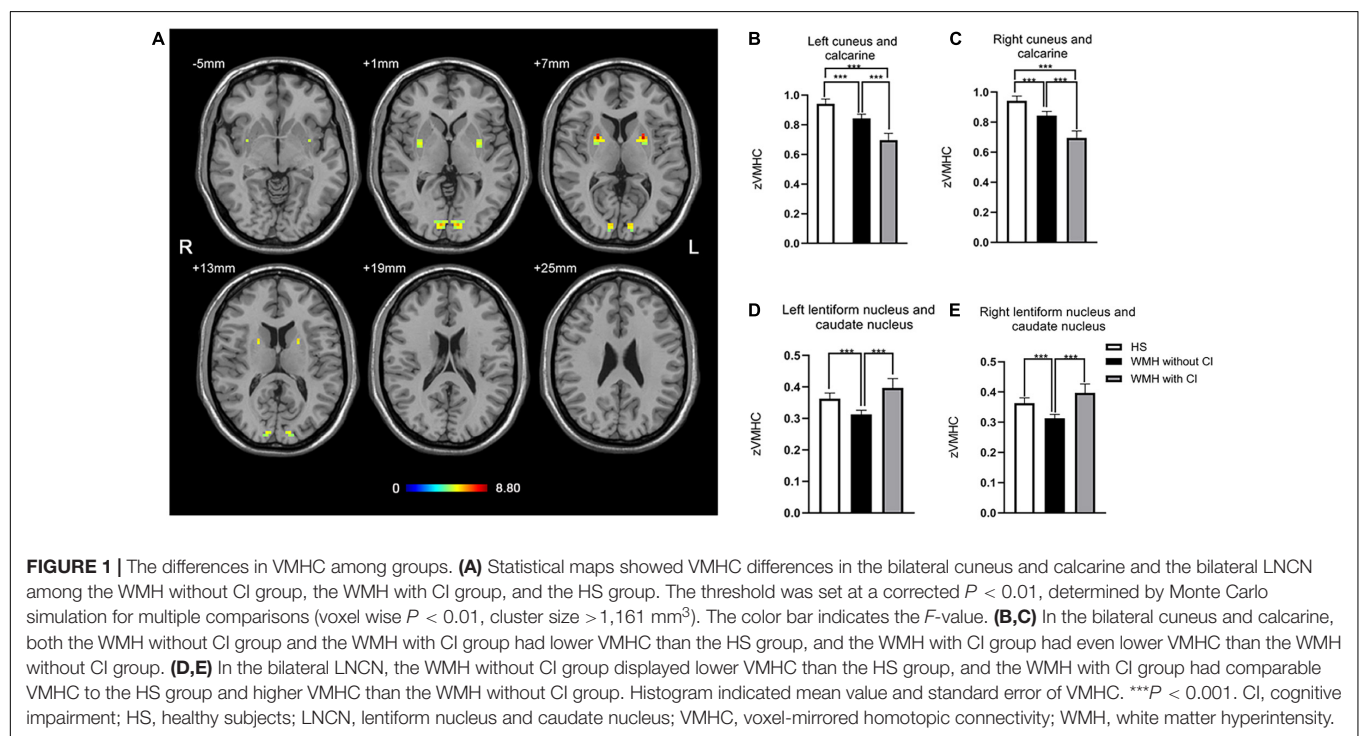 A
-5mm
+1mm
+7mm
R
L
+13mm
+19mm
+25mm
0
8.80
B
Left cuneus and
calcarine
***
*** ***
1.0
0.8
0.6
0.4
0.2
0.0
zVMHC
C
Right cuneus and
calcarine
***
*** ***
1.0
0.8
0.6
0.4
0.2
0.0
zVMHC
D
Left lentiform nucleus and
caudate nucleus
*** ***
0.5
0.4
0.3
0.2
0.1
0.0
zVMHC
E
Right lentiform nucleus and
caudate nucleus
*** ***
0.5
0.4
0.3
0.2
0.1
0.0
zVMHC
HS
WMH without CI
WMH with CI
FIGURE 1 | The differences in VMHC among groups. (A) Statistical maps showed VMHC differences in the bilateral cuneus and calcarine and the bilateral LNCN
among the WMH without CI group, the WMH with CI group, and the HS group. The threshold was set at a corrected P < 0.01, determined by Monte Carlo
simulation for multiple comparisons (voxel wise P < 0.01, cluster size >1,161 mm³). The color bar indicates the F-value. (B,C) In the bilateral cuneus and calcarine,
both the WMH without CI group and the WMH with CI group had lower VMHC than the HS group, and the WMH with CI group had even lower VMHC than the WMH
without CI group. (D,E) In the bilateral LNCN, the WMH without CI group displayed lower VMHC than the HS group, and the WMH with CI group had comparable
VMHC to the HS group and higher VMHC than the WMH without CI group. Histogram indicated mean value and standard error of VMHC. ***P < 0.001. CI, cognitive
impairment; HS, healthy subjects; LNCN, lentiform nucleus and caudate nucleus; VMHC, voxel-mirrored homotopic connectivity; WMH, white matter hyperintensity.